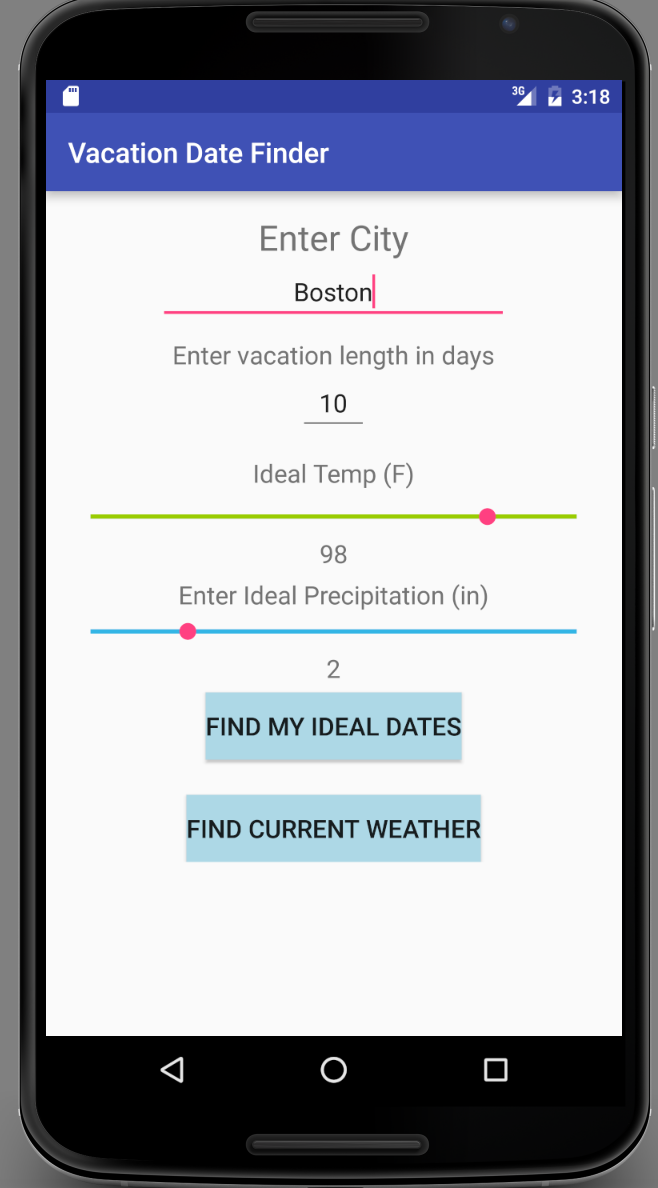 3G 3:18
Vacation Date Finder
Enter City
Boston
Enter vacation length in days
10
Ideal Temp (F)
98
Enter Ideal Precipitation (in)
2
FIND MY IDEAL DATES
FIND CURRENT WEATHER